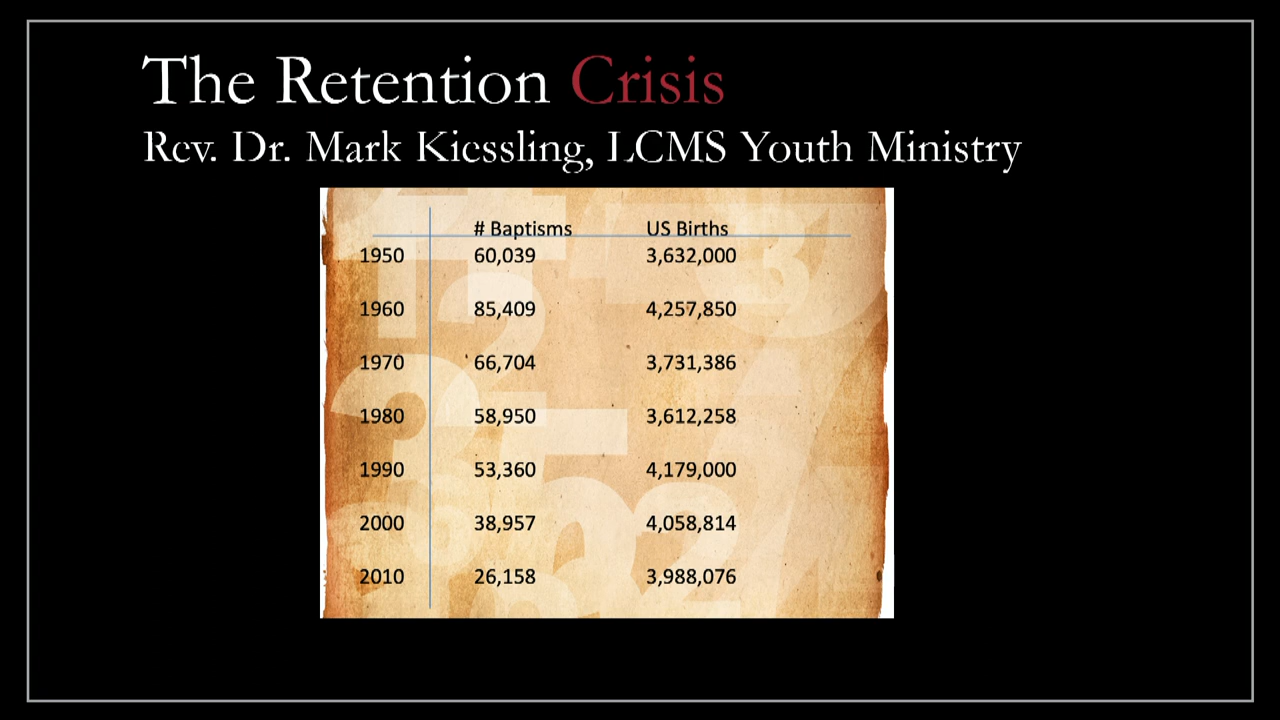 The Retention Crisis
Rev. Dr. Mark Kiessling, LCMS Youth Ministry
# Baptisms US Births
1950 60,039 3,632,000
1960 85,409 4,257,850
1970 66,704 3,731,386
1980 58,950 3,612,258
1990 53,360 4,179,000
2000 38,957 4,058,814
2010 26,158 3,988,076